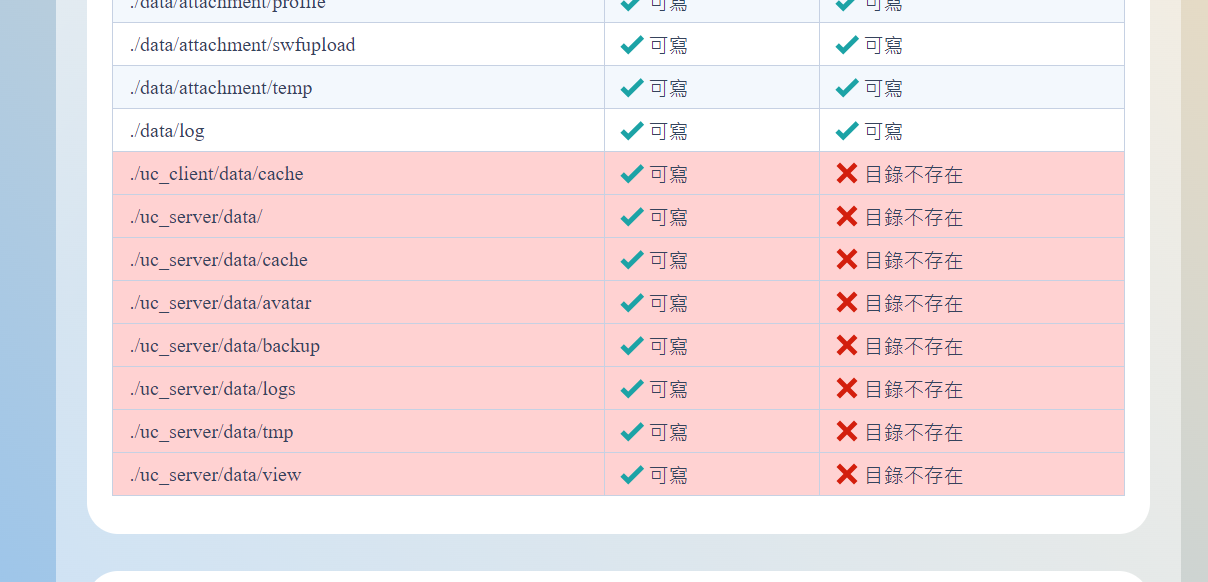 ./data/attachment/profile 可寫 可寫
./data/attachment/swfupload 可寫 可寫
./data/attachment/temp 可寫 可寫
./data/log 可寫 可寫
./uc_client/data/cache 可寫 目錄不存在
./uc_server/data/ 可寫 目錄不存在
./uc_server/data/cache 可寫 目錄不存在
./uc_server/data/avatar 可寫 目錄不存在
./uc_server/data/backup 可寫 目錄不存在
./uc_server/data/logs 可寫 目錄不存在
./uc_server/data/tmp 可寫 目錄不存在
./uc_server/data/view 可寫 目錄不存在